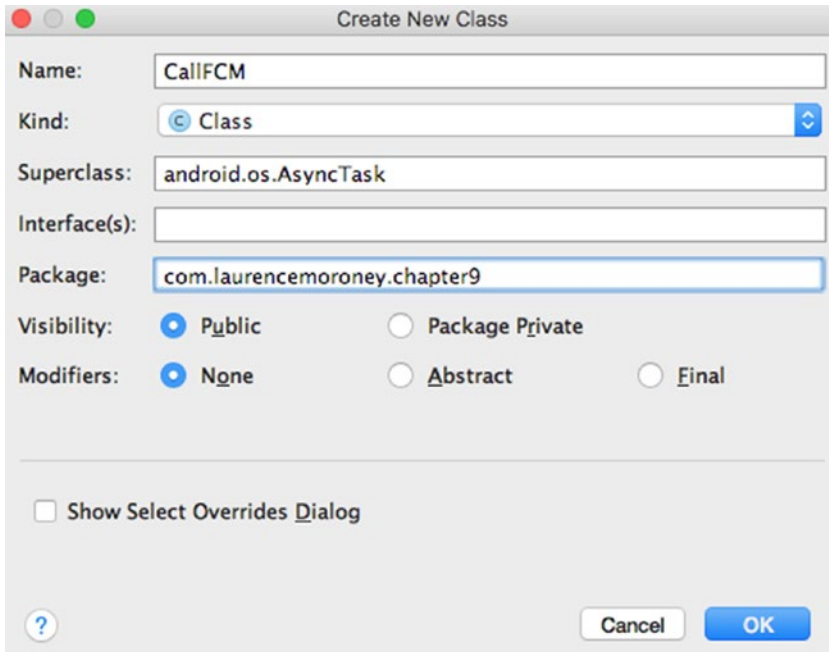 Create New Class
Name: CallFCM
Kind: C Class
Superclass: android.os.AsyncTask
Interface(s):
Package: com.laurencemoroney.chapter9
Visibility: Public Package Private
Modifiers: None Abstract Final
Show Select Overrides Dialog
? Cancel OK